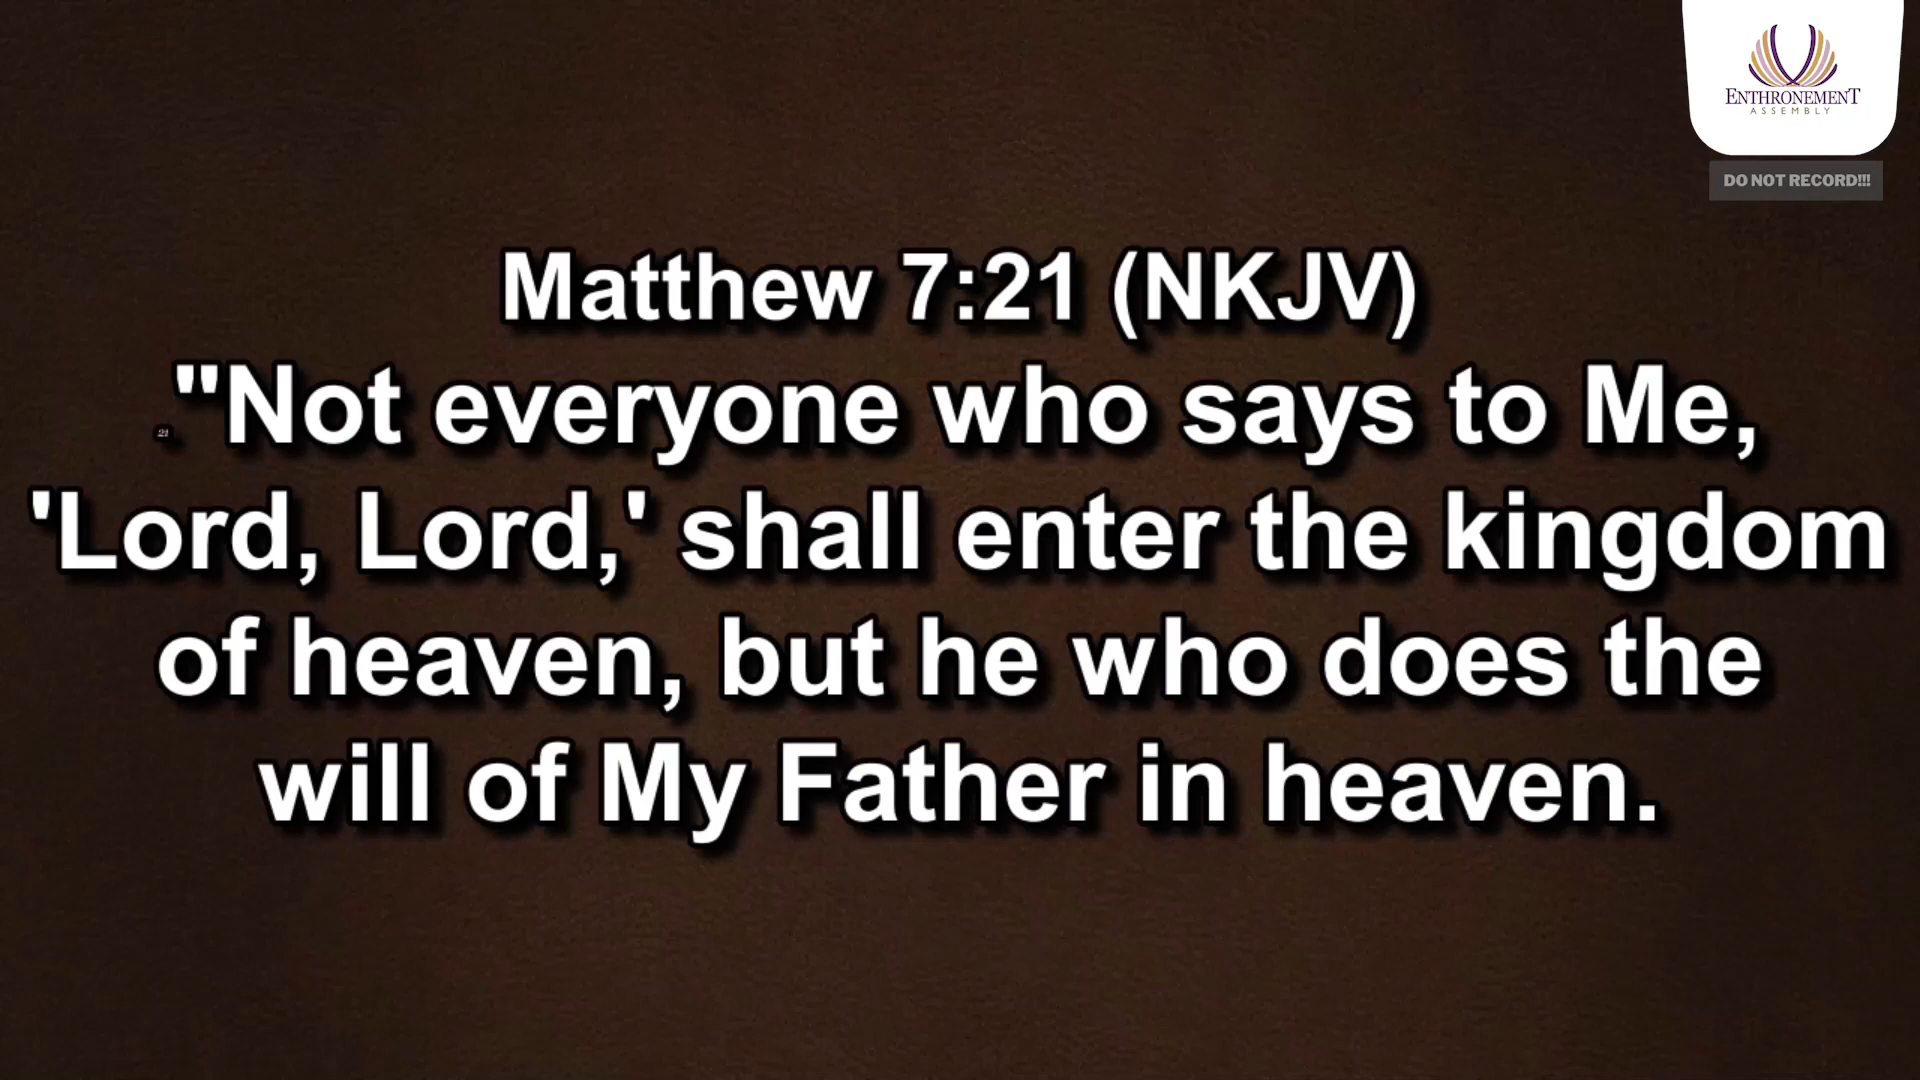 ENTHRONEMENT
ASSEMBLY
DO NOT RECORD!!!
Matthew 7:21 (NKJV)
21 "Not everyone who says to Me,
'Lord, Lord,' shall enter the kingdom
of heaven, but he who does the
will of My Father in heaven.